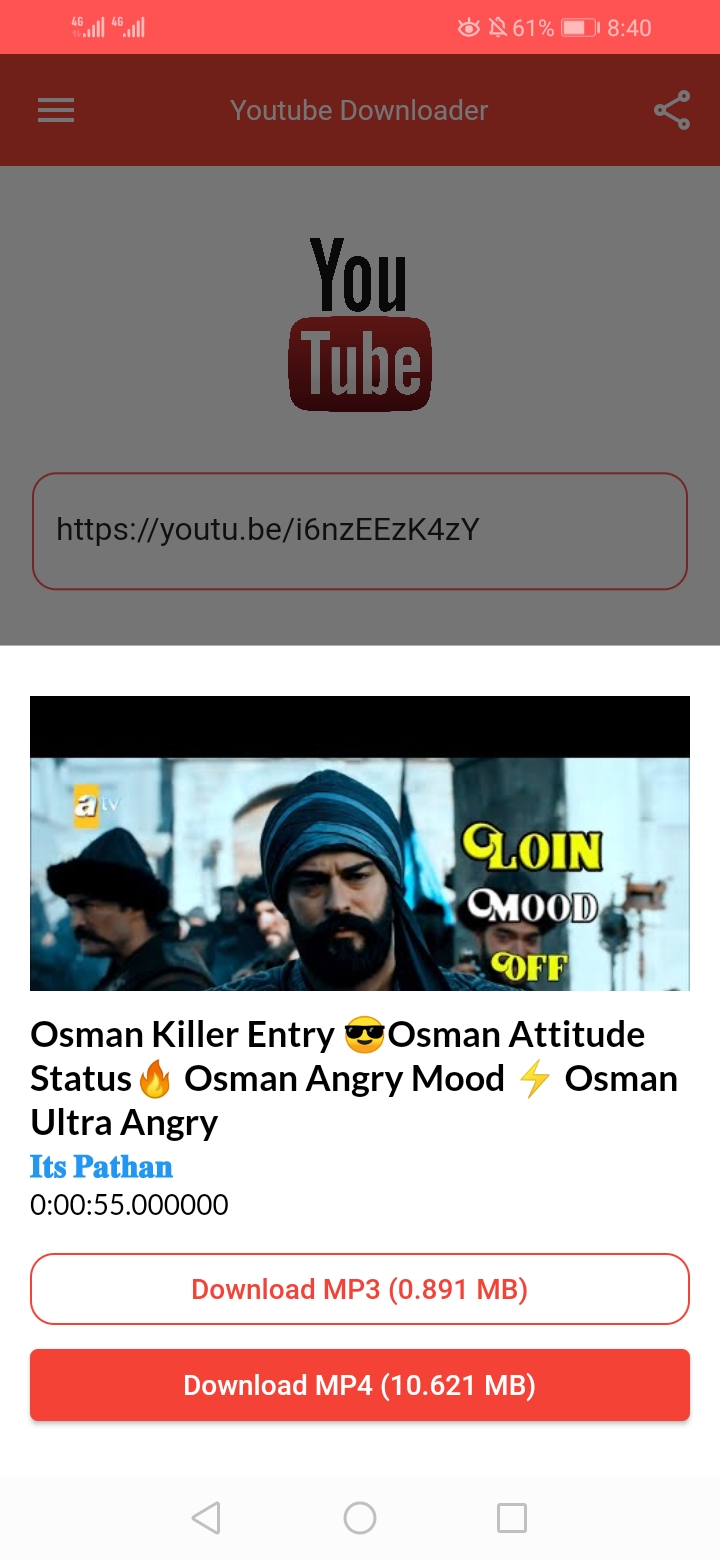 4G 4G 61% 8:40
Youtube Downloader
You
Tube
https://youtu.be/i6nzEEzK4zY
atv
LOIN
MOOD
OFF
Osman Killer Entry 😎Osman Attitude
Status🔥 Osman Angry Mood ⚡ Osman
Ultra Angry
Its Pathan
0:00:55.000000
Download MP3 (0.891 MB)
Download MP4 (10.621 MB)